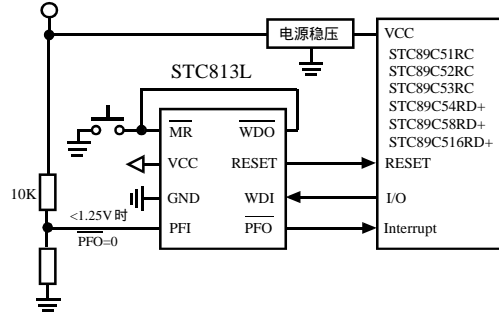 电源稳压
VCC
STC89C51RC
STC89C52RC
STC89C53RC
STC89C54RD+
STC89C58RD+
STC89C516RD+
RESET
I/O
Interrupt
STC813L
MR
WDO
VCC
RESET
GND
WDI
PFI
PFO
10K
<1.25V时
PFO=0